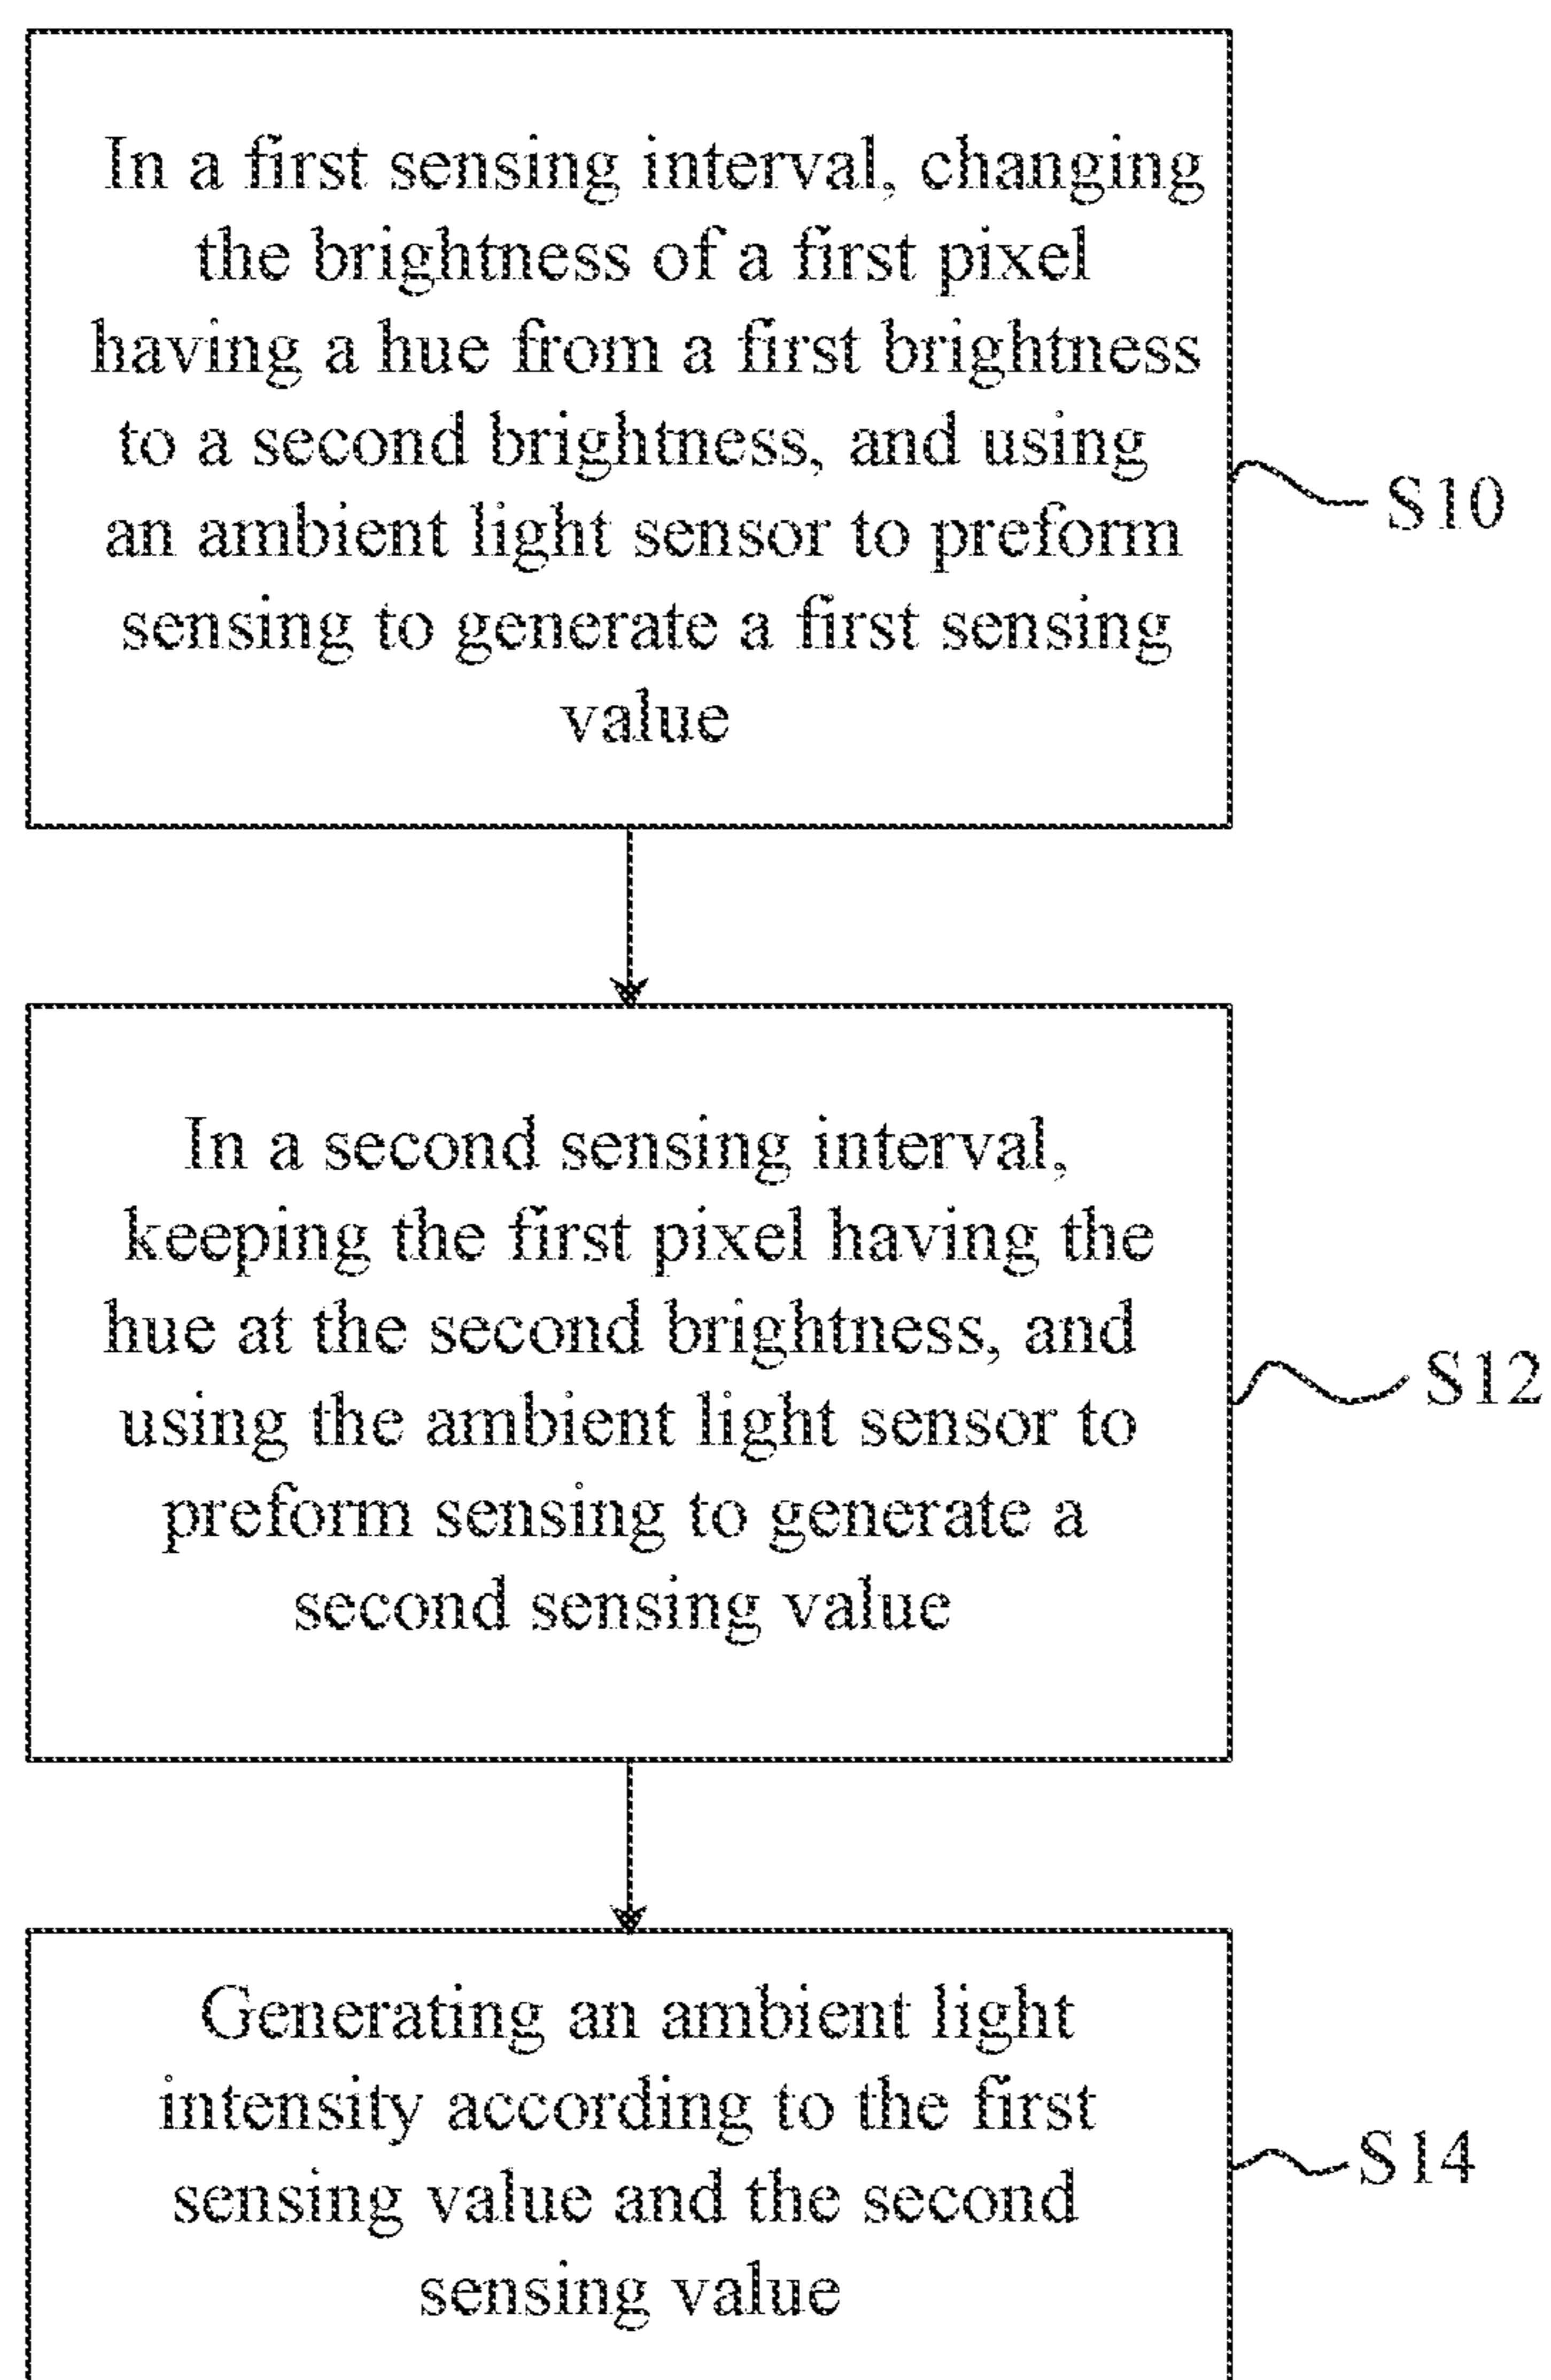 In a first sensing interval, changing
the brightness of a first pixel
having a hue from a first brightness
to a second brightness, and using
an ambient light sensor to preform
sensing to generate a first sensing
value
S10
In a second sensing interval,
keeping the first pixel having the
hue at the second brightness, and
using the ambient light sensor to
preform sensing to generate a
second sensing value
S12
Generating an ambient light
intensity according to the first
sensing value and the second
sensing value
S14